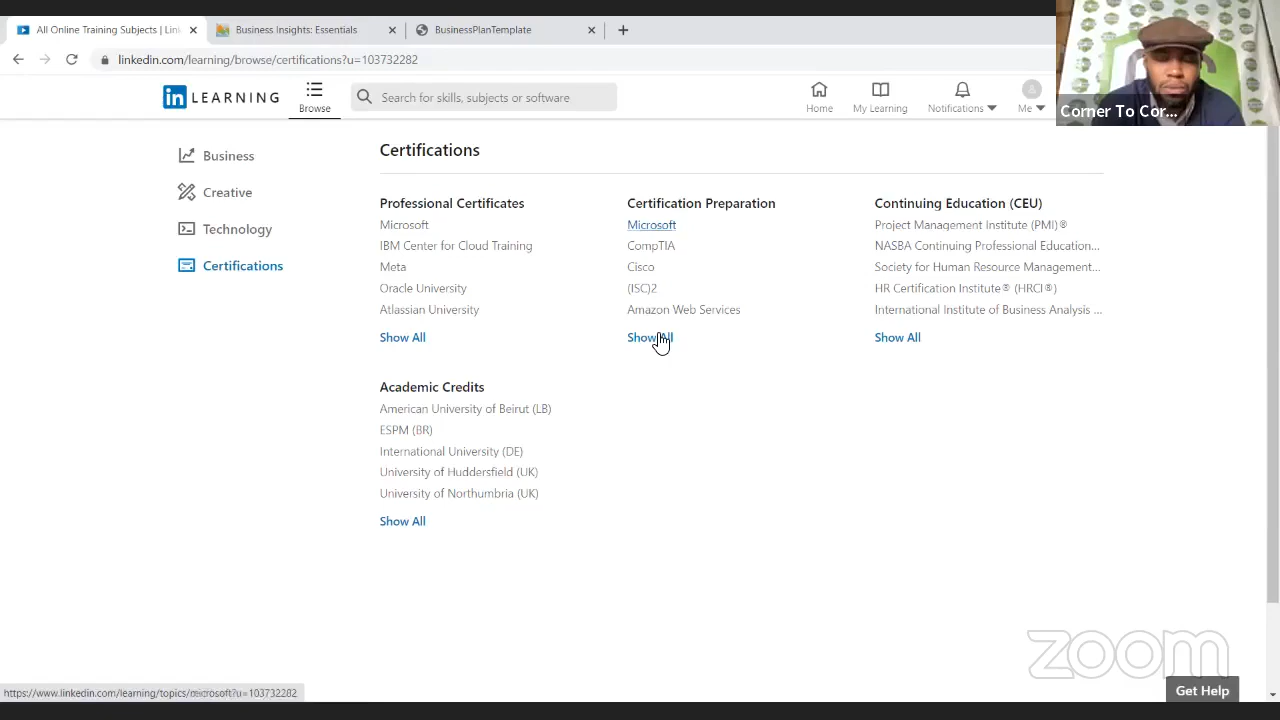 All Online Training Subjects | Lin
Business Insights: Essentials
BusinessPlanTemplate
linkedin.com/learning/browse/certifications?u=103732282
in LEARNING
Browse
Search for skills, subjects or software
Home
My Learning
Notifications
Me
Corner To Cor...
Business
Creative
Technology
Certifications
Certifications
Professional Certificates
Microsoft
IBM Center for Cloud Training
Meta
Oracle University
Atlassian University
Show All
Certification Preparation
Microsoft
CompTIA
Cisco
(ISC)2
Amazon Web Services
Show All
Continuing Education (CEU)
Project Management Institute (PMI)®
NASBA Continuing Professional Education...
Society for Human Resource Management...
HR Certification Institute® (HRCI®)
International Institute of Business Analysis ...
Show All
Academic Credits
American University of Beirut (LB)
ESPM (BR)
International University (DE)
University of Huddersfield (UK)
University of Northumbria (UK)
Show All
zoom
Get Help
https://www.linkedin.com/learning/topics/microsoft?u=103732282